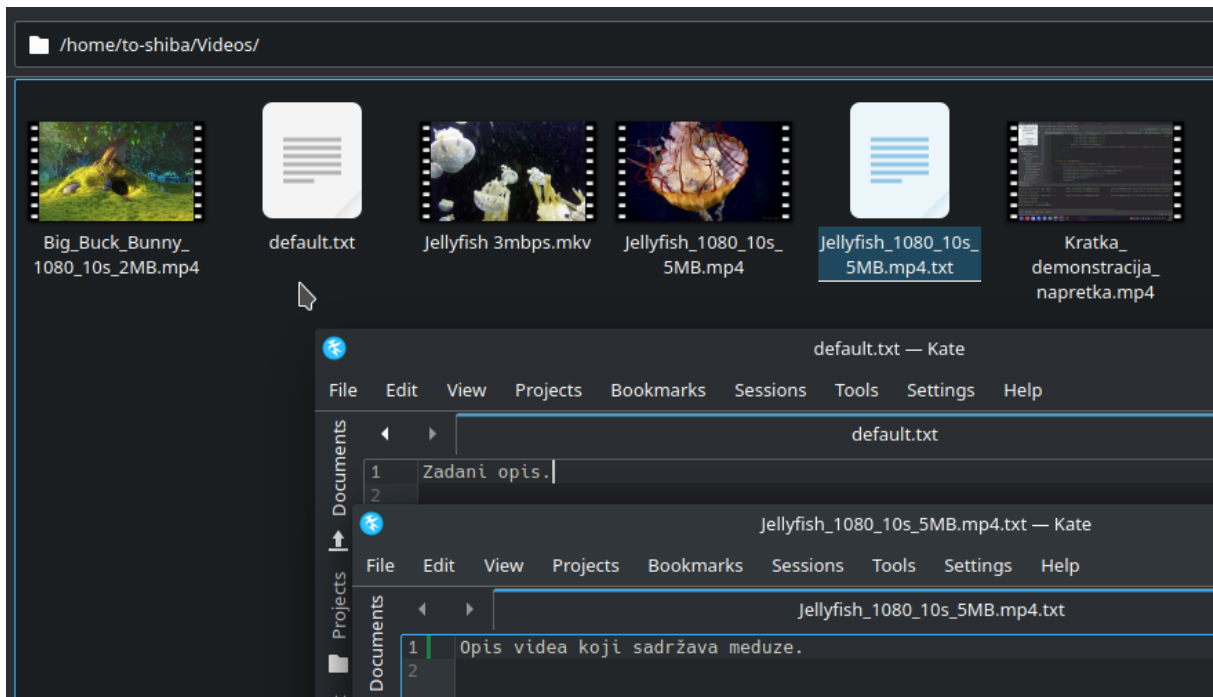 /home/to-shiba/Videos/
Big_Buck_Bunny_
1080_10s_2MB.mp4
default.txt
Jellyfish 3mbps.mkv
Jellyfish_1080_10s_
5MB.mp4
Jellyfish_1080_10s_
5MB.mp4.txt
Kratka_
demonstracija_
napretka.mp4
default.txt — Kate
File Edit View Projects Bookmarks Sessions Tools Settings Help
default.txt
Documents
Projects
1 Zadani opis.
2
Jellyfish_1080_10s_5MB.mp4.txt — Kate
File Edit View Projects Bookmarks Sessions Tools Settings Help
Jellyfish_1080_10s_5MB.mp4.txt
Documents
1 Opis videa koji sadržava meduze.
2